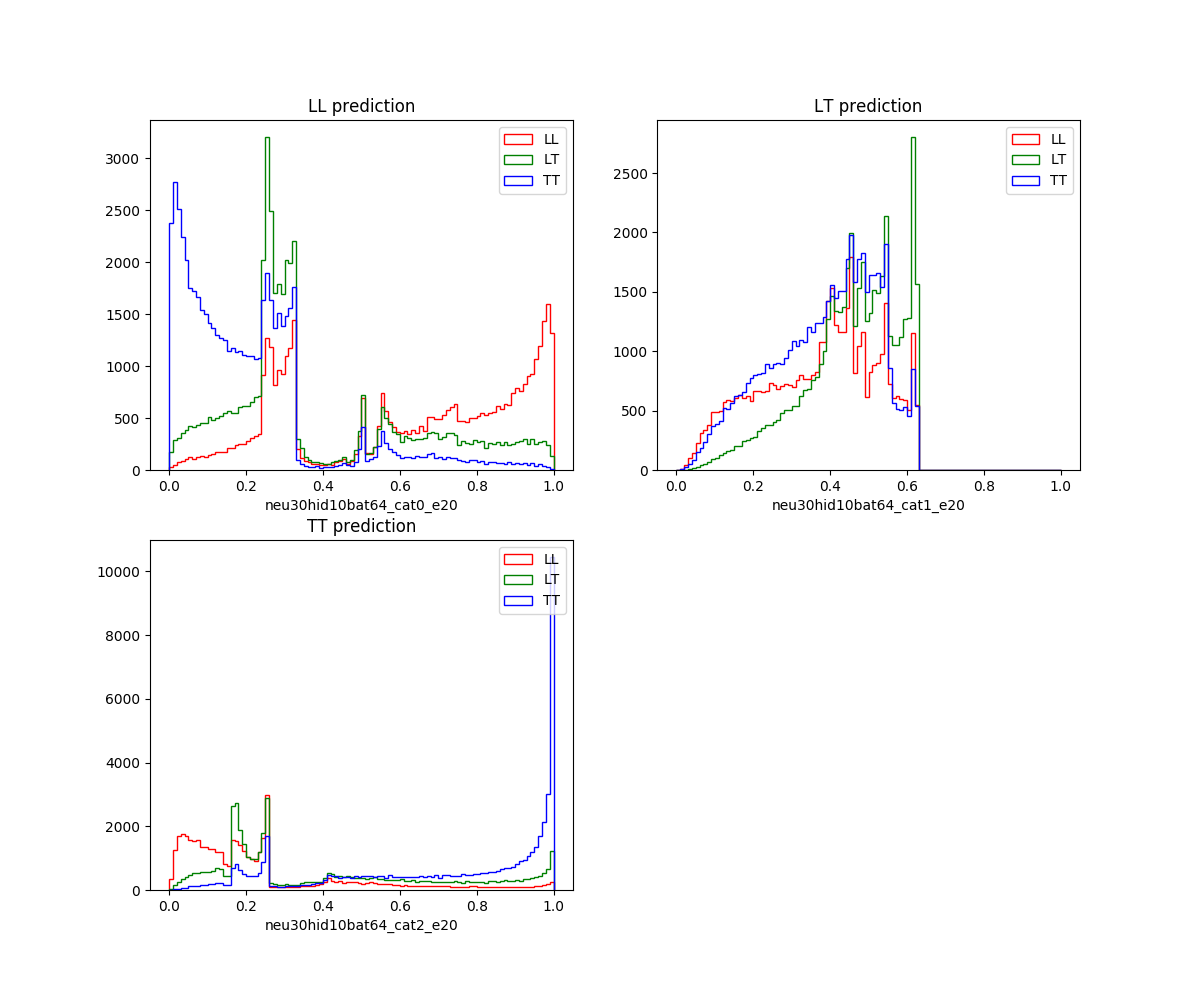 LL prediction
3000
2500
2000
1500
1000
500
0
0.0 0.2 0.4 0.6 0.8 1.0
neu30hid10bat64_cat0_e20
LL
LT
TT
LT prediction
2500
2000
1500
1000
500
0
0.0 0.2 0.4 0.6 0.8 1.0
neu30hid10bat64_cat1_e20
LL
LT
TT
TT prediction
10000
8000
6000
4000
2000
0
0.0 0.2 0.4 0.6 0.8 1.0
neu30hid10bat64_cat2_e20
LL
LT
TT